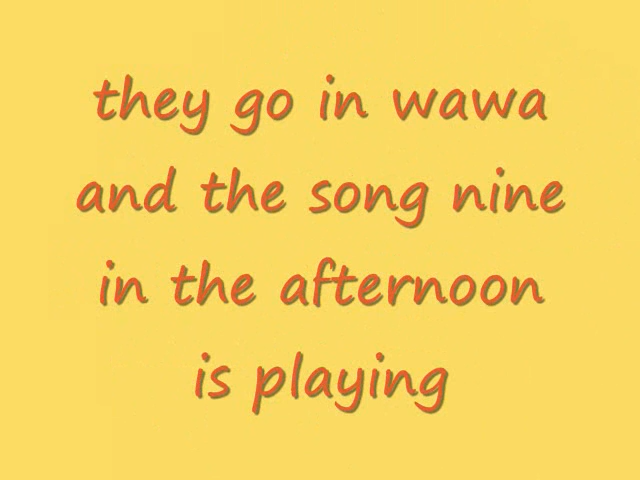 they go in wawa
and the song nine
in the afternoon
is playing